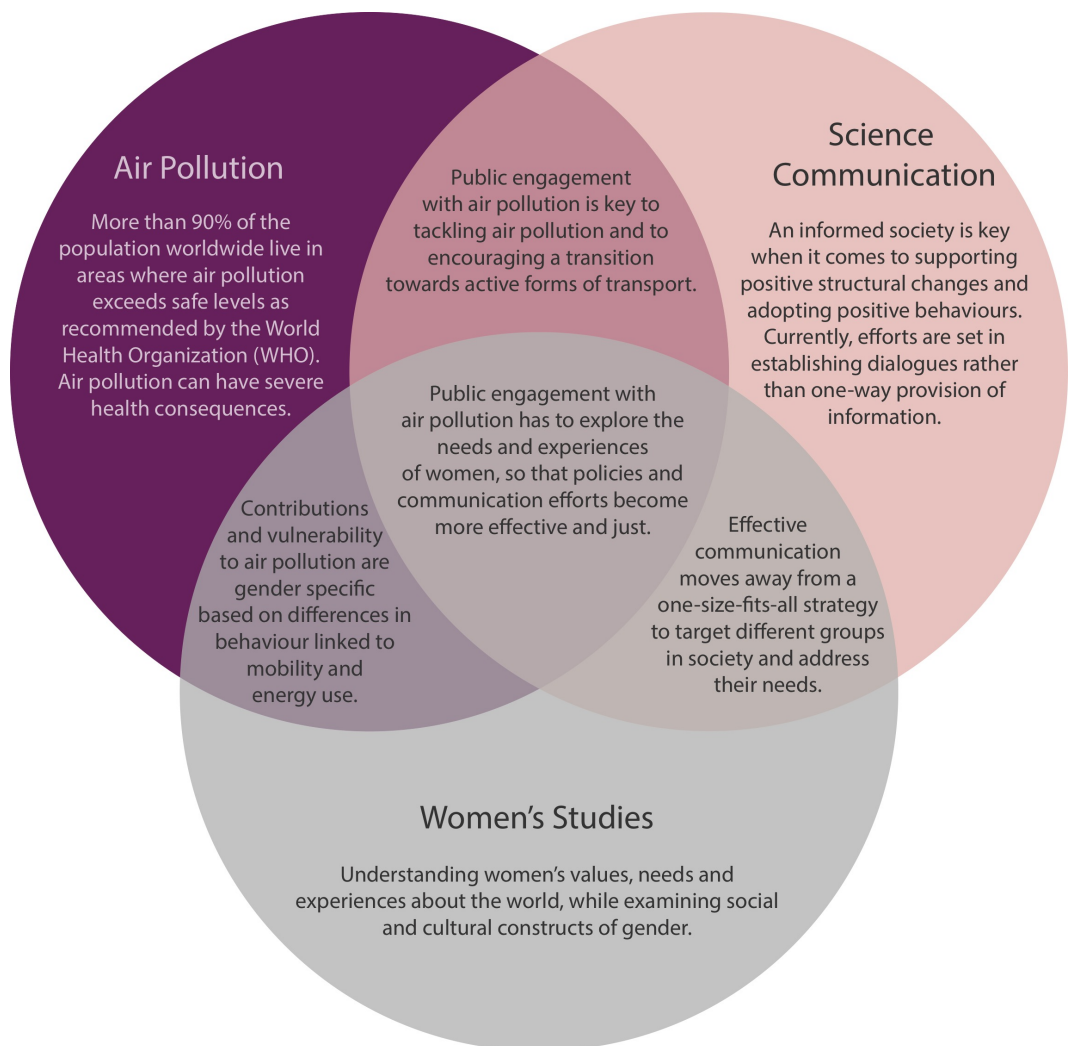 Air Pollution
More than 90% of the
population worldwide live in
areas where air pollution
exceeds safe levels as
recommended by the World
Health Organization (WHO).
Air pollution can have severe
health consequences.
Public engagement
with air pollution is key to
tackling air pollution and to
encouraging a transition
towards active forms of transport.
Science
Communication
An informed society is key
when it comes to supporting
positive structural changes and
adopting positive behaviours.
Currently, efforts are set in
establishing dialogues rather
than one-way provision of
information.
Public engagement with
air pollution has to explore the
needs and experiences
of women, so that policies and
communication efforts become
more effective and just.
Contributions
and vulnerability
to air pollution are
gender specific
based on differences in
behaviour linked to
mobility and
energy use.
Effective
communication
moves away from a
one-size-fits-all strategy
to target different groups
in society and address
their needs.
Women’s Studies
Understanding women’s values, needs and
experiences about the world, while examining social
and cultural constructs of gender.